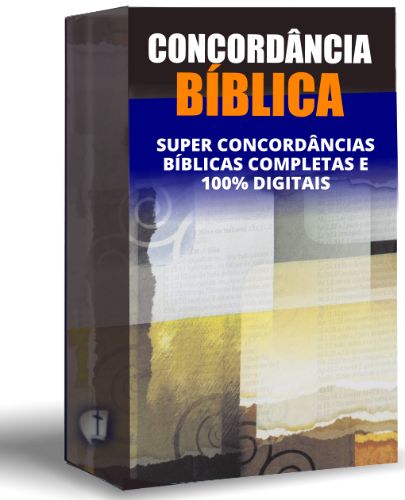 CONCORDÂNCIA
BÍBLICA
SUPER CONCORDÂNCIAS
BÍBLICAS COMPLETAS E
100% DIGITAIS